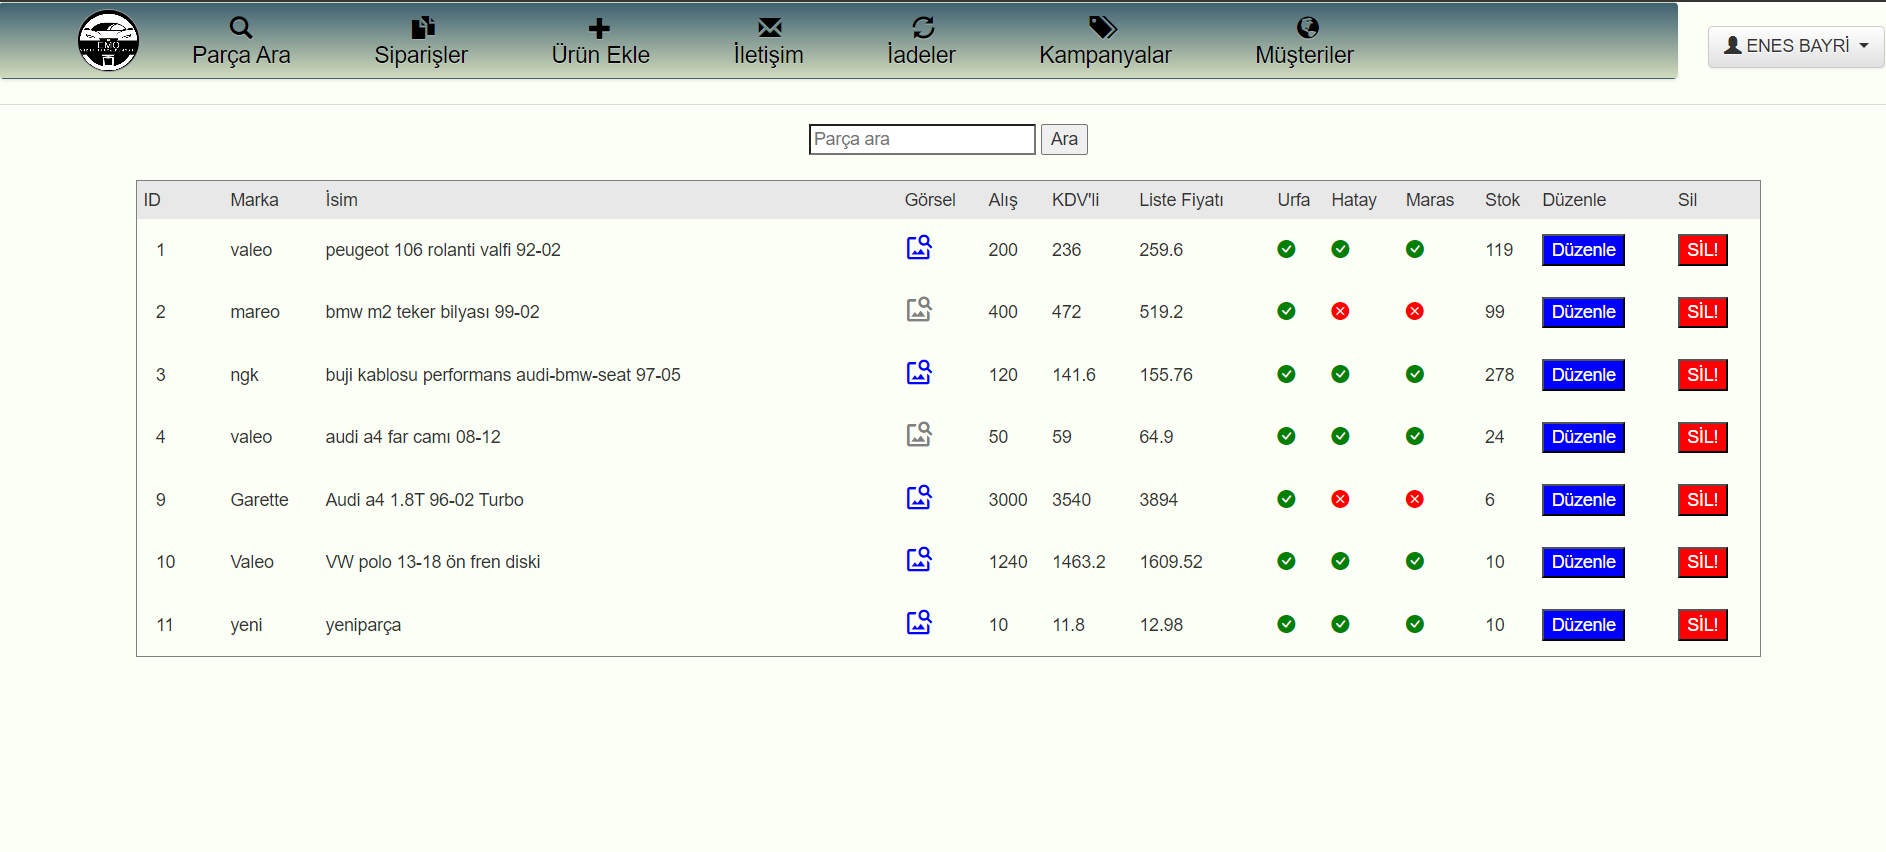 EMO
Parça Ara Siparişler Ürün Ekle İletişim İadeler Kampanyalar Müşteriler
ENES BAYRİ
Parça ara Ara
ID Marka İsim Görsel Alış KDV'li Liste Fiyatı Urfa Hatay Maras Stok Düzenle Sil
1 valeo peugeot 106 rolanti valfi 92-02 200 236 259.6 119 Düzenle SİL!
2 mareo bmw m2 teker bilyası 99-02 400 472 519.2 99 Düzenle SİL!
3 ngk buji kablosu performans audi-bmw-seat 97-05 120 141.6 155.76 278 Düzenle SİL!
4 valeo audi a4 far camı 08-12 50 59 64.9 24 Düzenle SİL!
9 Garette Audi a4 1.8T 96-02 Turbo 3000 3540 3894 6 Düzenle SİL!
10 Valeo VW polo 13-18 ön fren diski 1240 1463.2 1609.52 10 Düzenle SİL!
11 yeni yeniparça 10 11.8 12.98 10 Düzenle SİL!